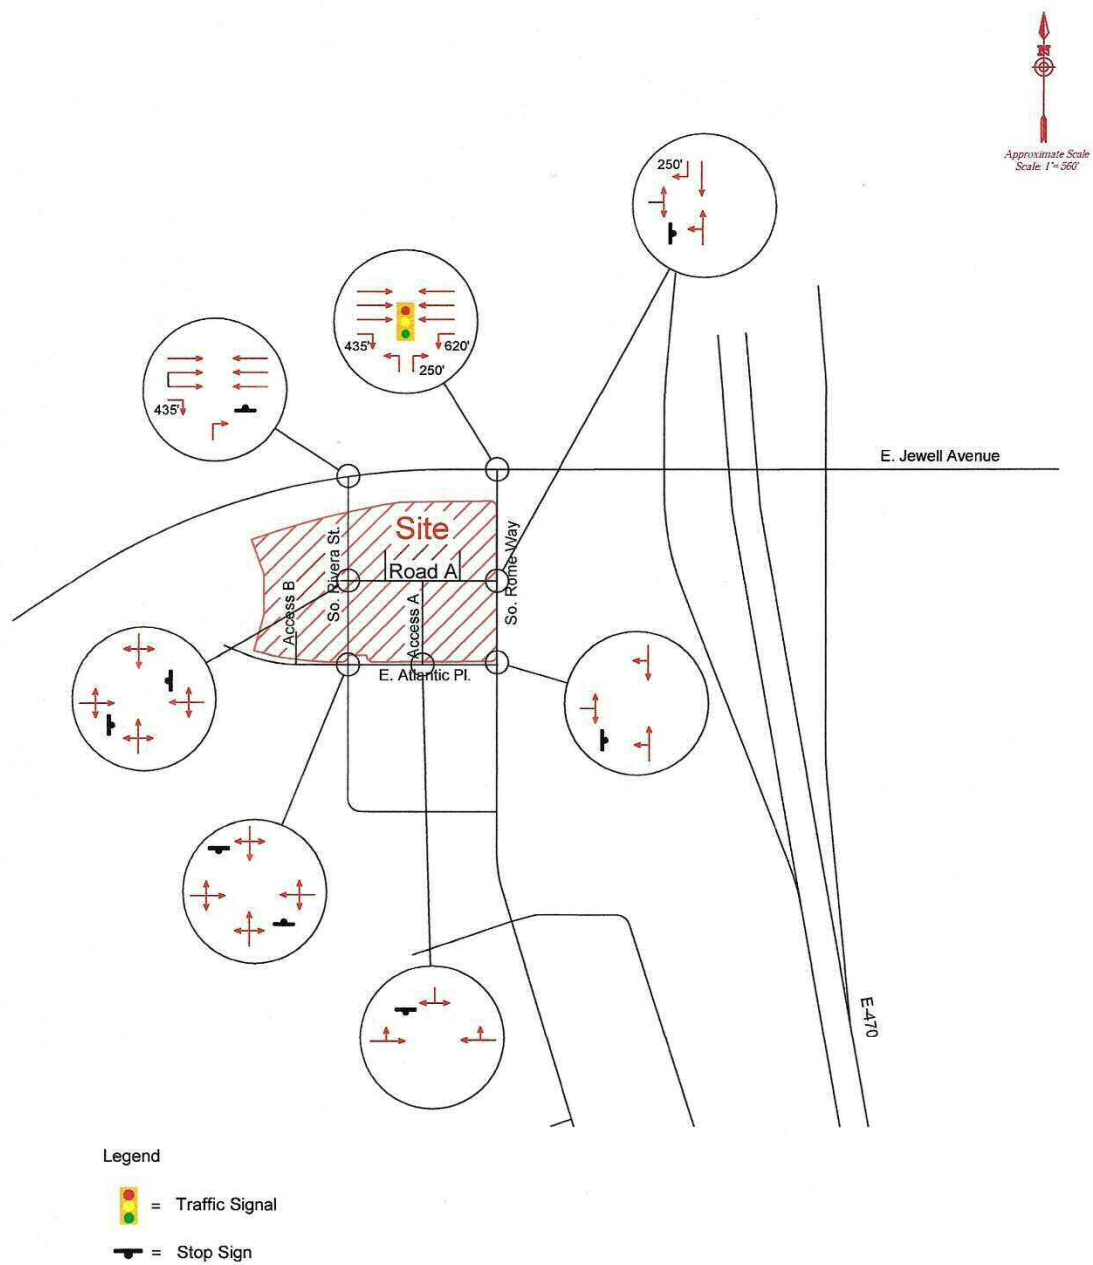 N
Approximate Scale
Scale: 1"= 560'
250'
435'
620'
250'
435'
E. Jewell Avenue
Site
So. Rivera St.
So. Rome Way
Road A
Access B
Access A
E. Atlantic Pl.
E-470
Legend
= Traffic Signal
= Stop Sign